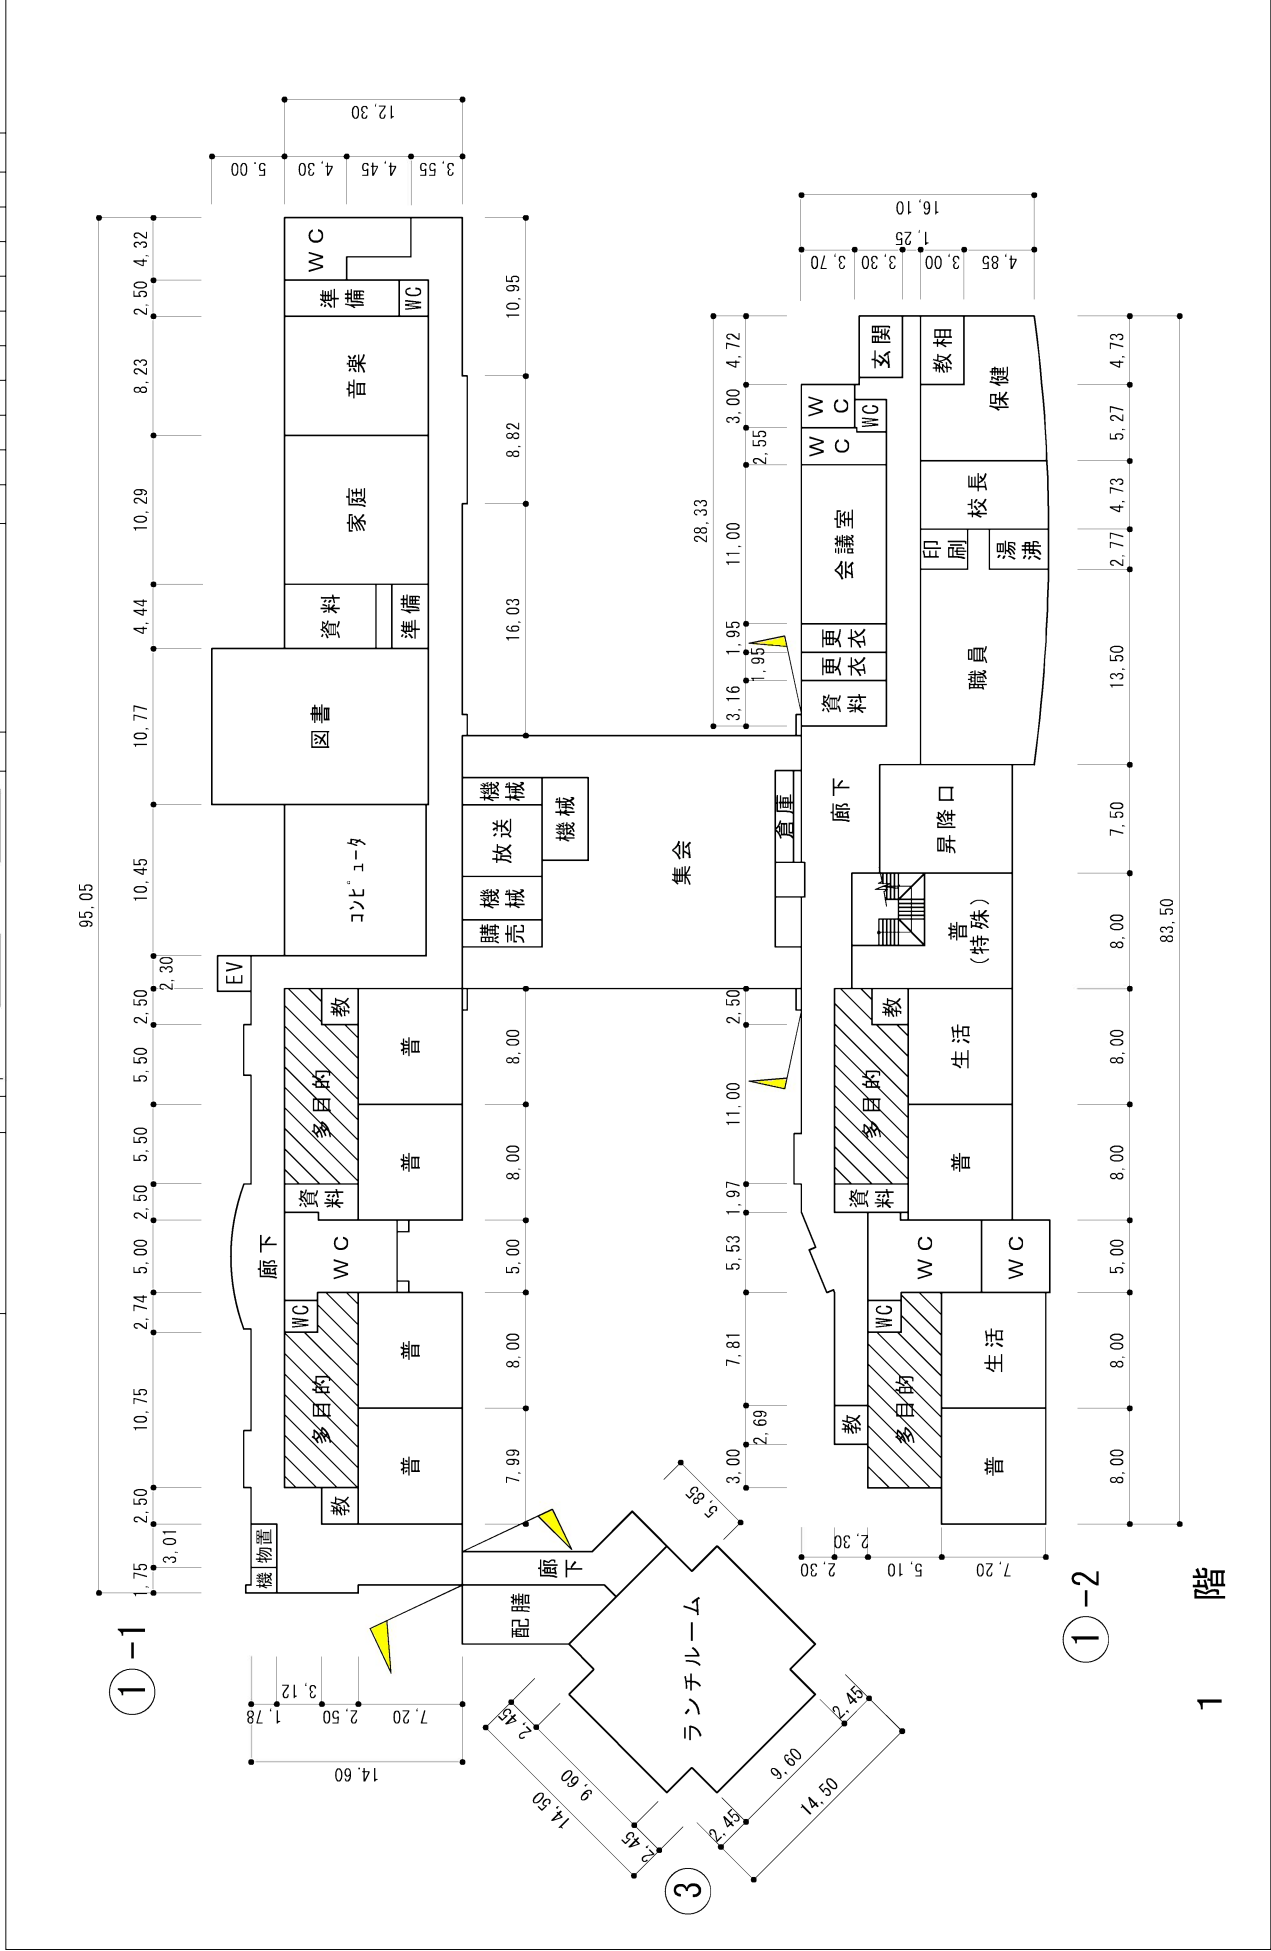 ①-1
95,05
1,75 3,01 2,50 10,75 2,74 5,00 2,50 5,50 5,50 2,50 2,30 10,45 10,77 4,44 10,29 8,23 2,50 4,32
14.60
1,78 3,12 2,50 7,20
5.00 4,30 4,45 3,55
12,30
機 物置
廊下
EV
教
多目的
WC
WC
資料
多目的
教
普
普
普
普
コンピュータ
図書
資料
準備
家庭
音楽
準備
WC
WC
7,99 8,00 5,00 8,00 8,00
16,03 8,82 10,95
購売
機械
放送
機械
機械
集会
倉庫
配膳
廊下
ランチルーム
5,85
2,45 9,60 2,45
14,50
2,45 9,60 2,45
14,50
③
28,33
3,00 2,69 7,81 5,53 1,97 11,00 2,50
3,16 1,95 1,95 11,00 2,55 3,00 4,72
2,30 2,30 5,10 7,20
3,70 3,30 1,25 3,00 4,85
16,10
廊下
資料
更衣
更衣
会議室
WC
WC
WC
玄関
教
多目的
WC
WC
WC
資料
多目的
教
普
生活
普
生活
普
(特殊)
昇降口
職員
印刷
湯沸
校長
保健
教相
8,00 8,00 5,00 8,00 8,00 8,00 7,50 13,50 2,77 4,73 5,27 4,73
83,50
①-2
1 階